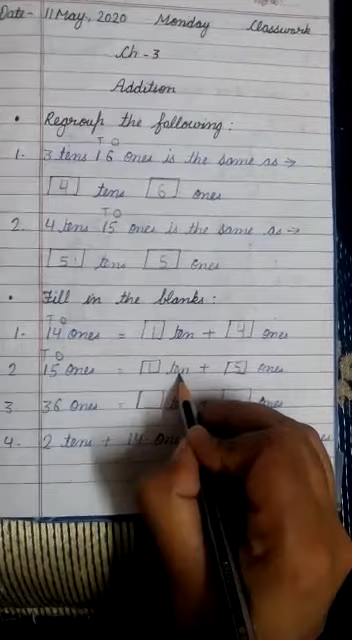 Date- 11 May, 2020 Monday Classwork
Ch-3
Addition
• Regroup the following:
T O
1. 3 tens 16 ones is the same as →
[4] tens [6] ones
T O
2. 4 tens 15 ones is the same as →
[5] tens [5] ones
• Fill in the blanks:
T O
1. 14 ones = [1] ten + [4] ones
T O
2 15 ones = [1] ten + [5] ones
3 36 ones = [ ] ones
4. 2 tens + 14 ones